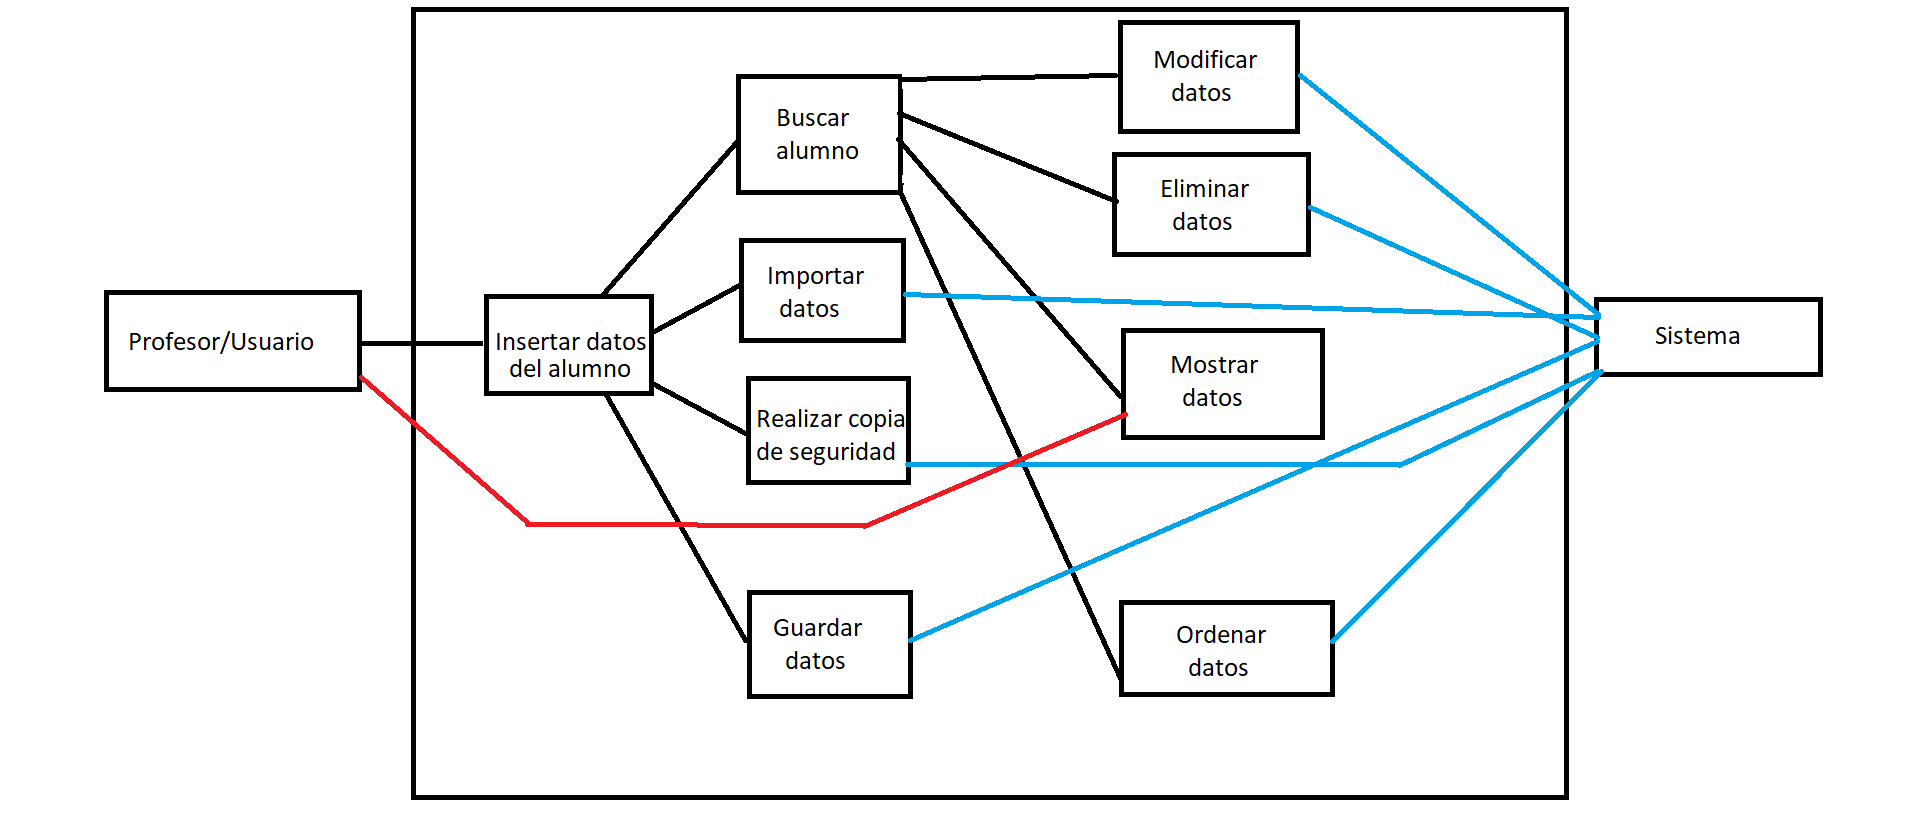 Modificar
datos
Buscar
alumno
Eliminar
datos
Importar
datos
Profesor/Usuario
Insertar datos
del alumno
Sistema
Mostrar
datos
Realizar copia
de seguridad
Guardar
datos
Ordenar
datos